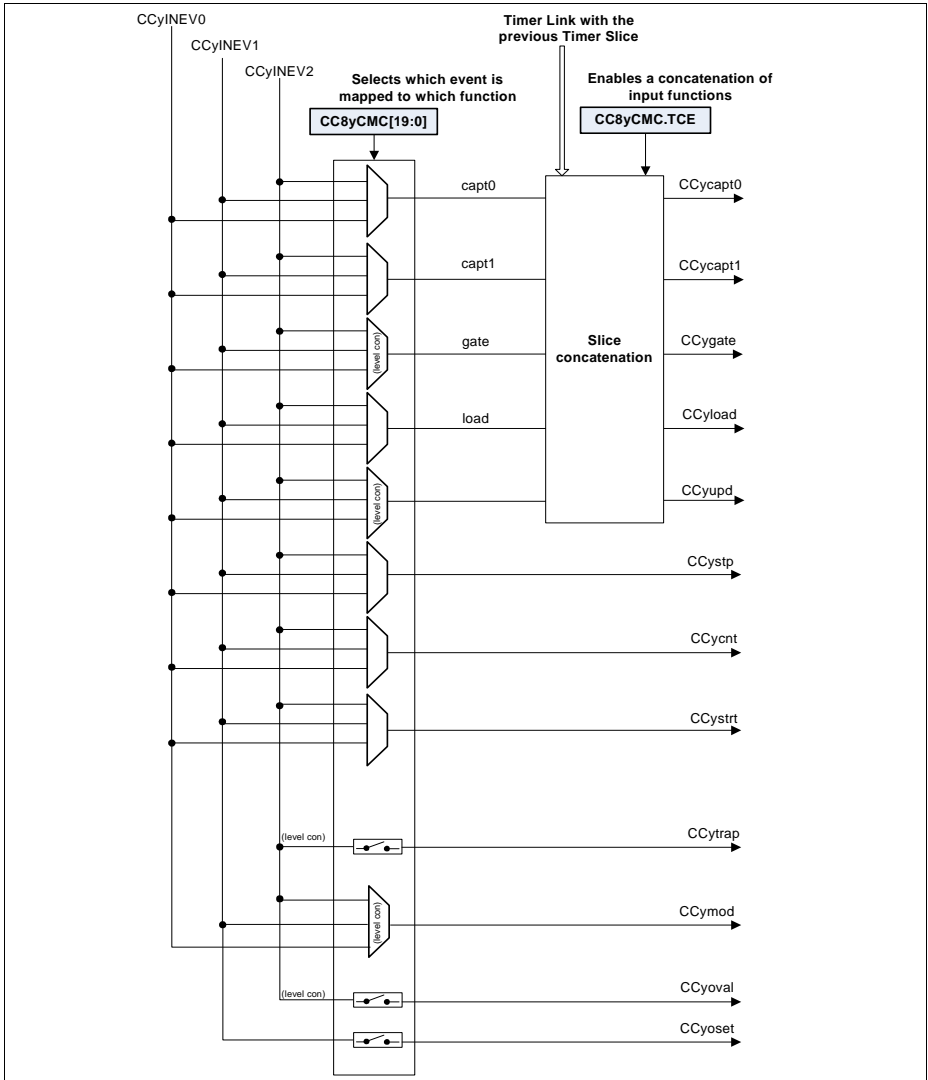 CCyINEV0
CCyINEV1
CCyINEV2
Timer Link with the
previous Timer Slice
Selects which event is
mapped to which function
CC8yCMC[19:0]
Enables a concatenation of
input functions
CC8yCMC.TCE
capt0
CCycapt0
capt1
CCycapt1
(level con)
gate
Slice
concatenation
CCygate
load
CCyload
(level con)
CCyupd
CCystp
CCycnt
CCystrt
(level con)
CCytrap
(level con)
CCymod
(level con)
CCyoval
CCyoset